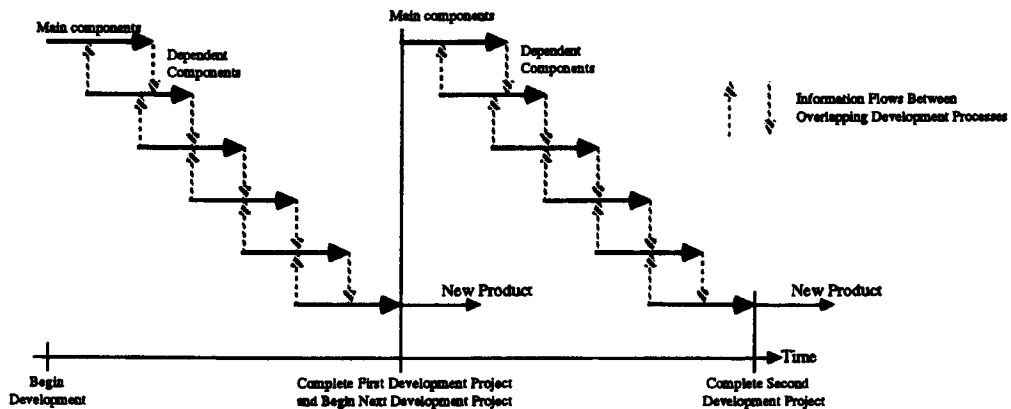 Main components
Dependent
Components
Main components
Dependent
Components
Information Flows Between
Overlapping Development Processes
New Product
New Product
Time
Begin
Development
Complete First Development Project
and Begin Next Development Project
Complete Second
Development Project